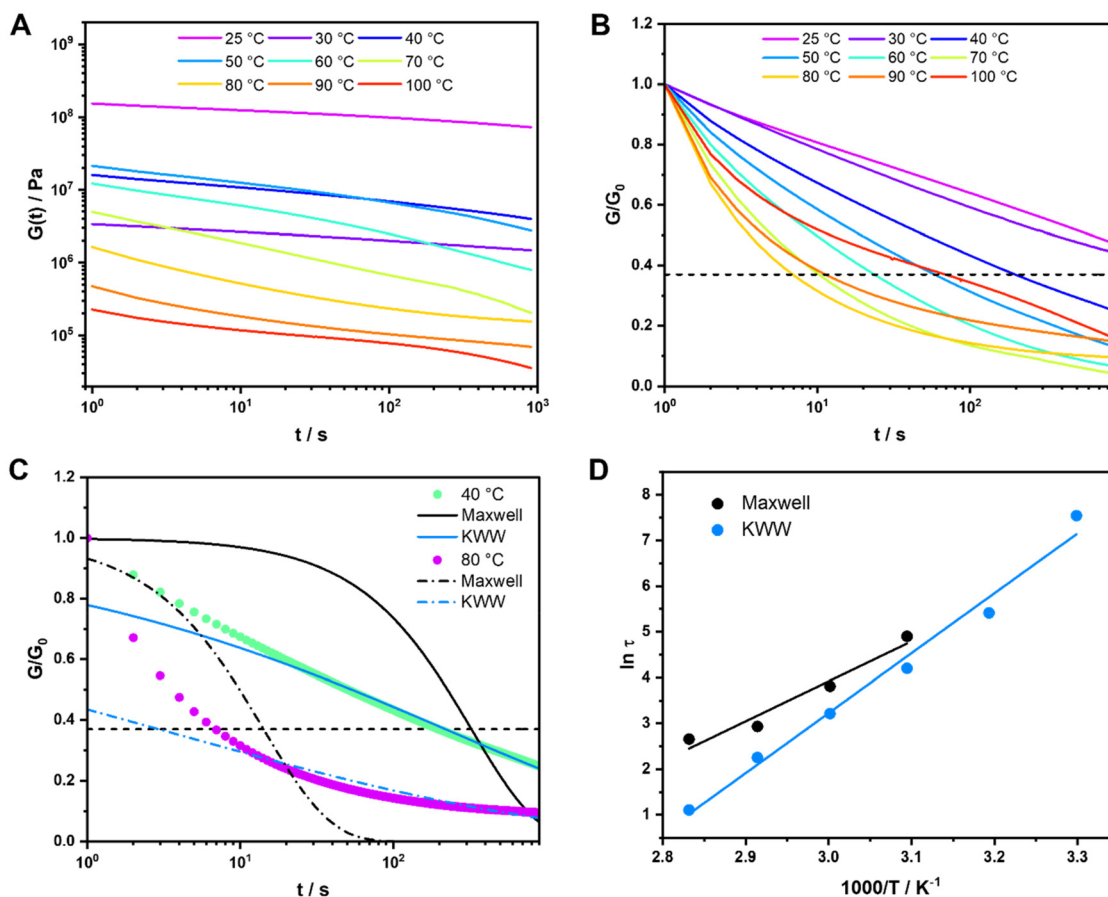 A
25 °C 30 °C 40 °C
50 °C 60 °C 70 °C
80 °C 90 °C 100 °C
10⁹
10⁸
10⁷
10⁶
10⁵
G(t) / Pa
10⁰ 10¹ 10² 10³
t / s
B
25 °C 30 °C 40 °C
50 °C 60 °C 70 °C
80 °C 90 °C 100 °C
1.2
1.0
0.8
0.6
0.4
0.2
0.0
G/G₀
10⁰ 10¹ 10²
t / s
C
40 °C
Maxwell
KWW
80 °C
Maxwell
KWW
1.2
1.0
0.8
0.6
0.4
0.2
0.0
G/G₀
10⁰ 10¹ 10²
t / s
D
Maxwell
KWW
8
7
6
5
4
3
2
1
ln τ
2.8 2.9 3.0 3.1 3.2 3.3
1000/T / K⁻¹